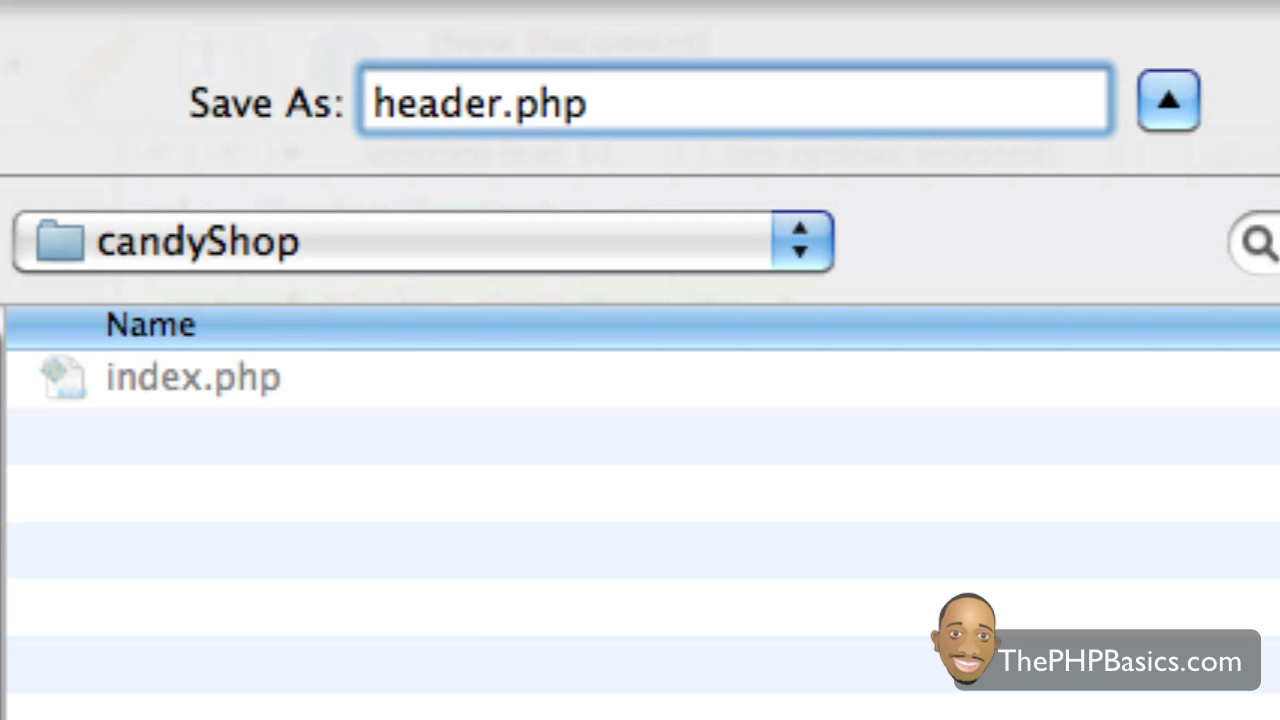 Save As: header.php
candyShop
Name
index.php
ThePHPBasics.com